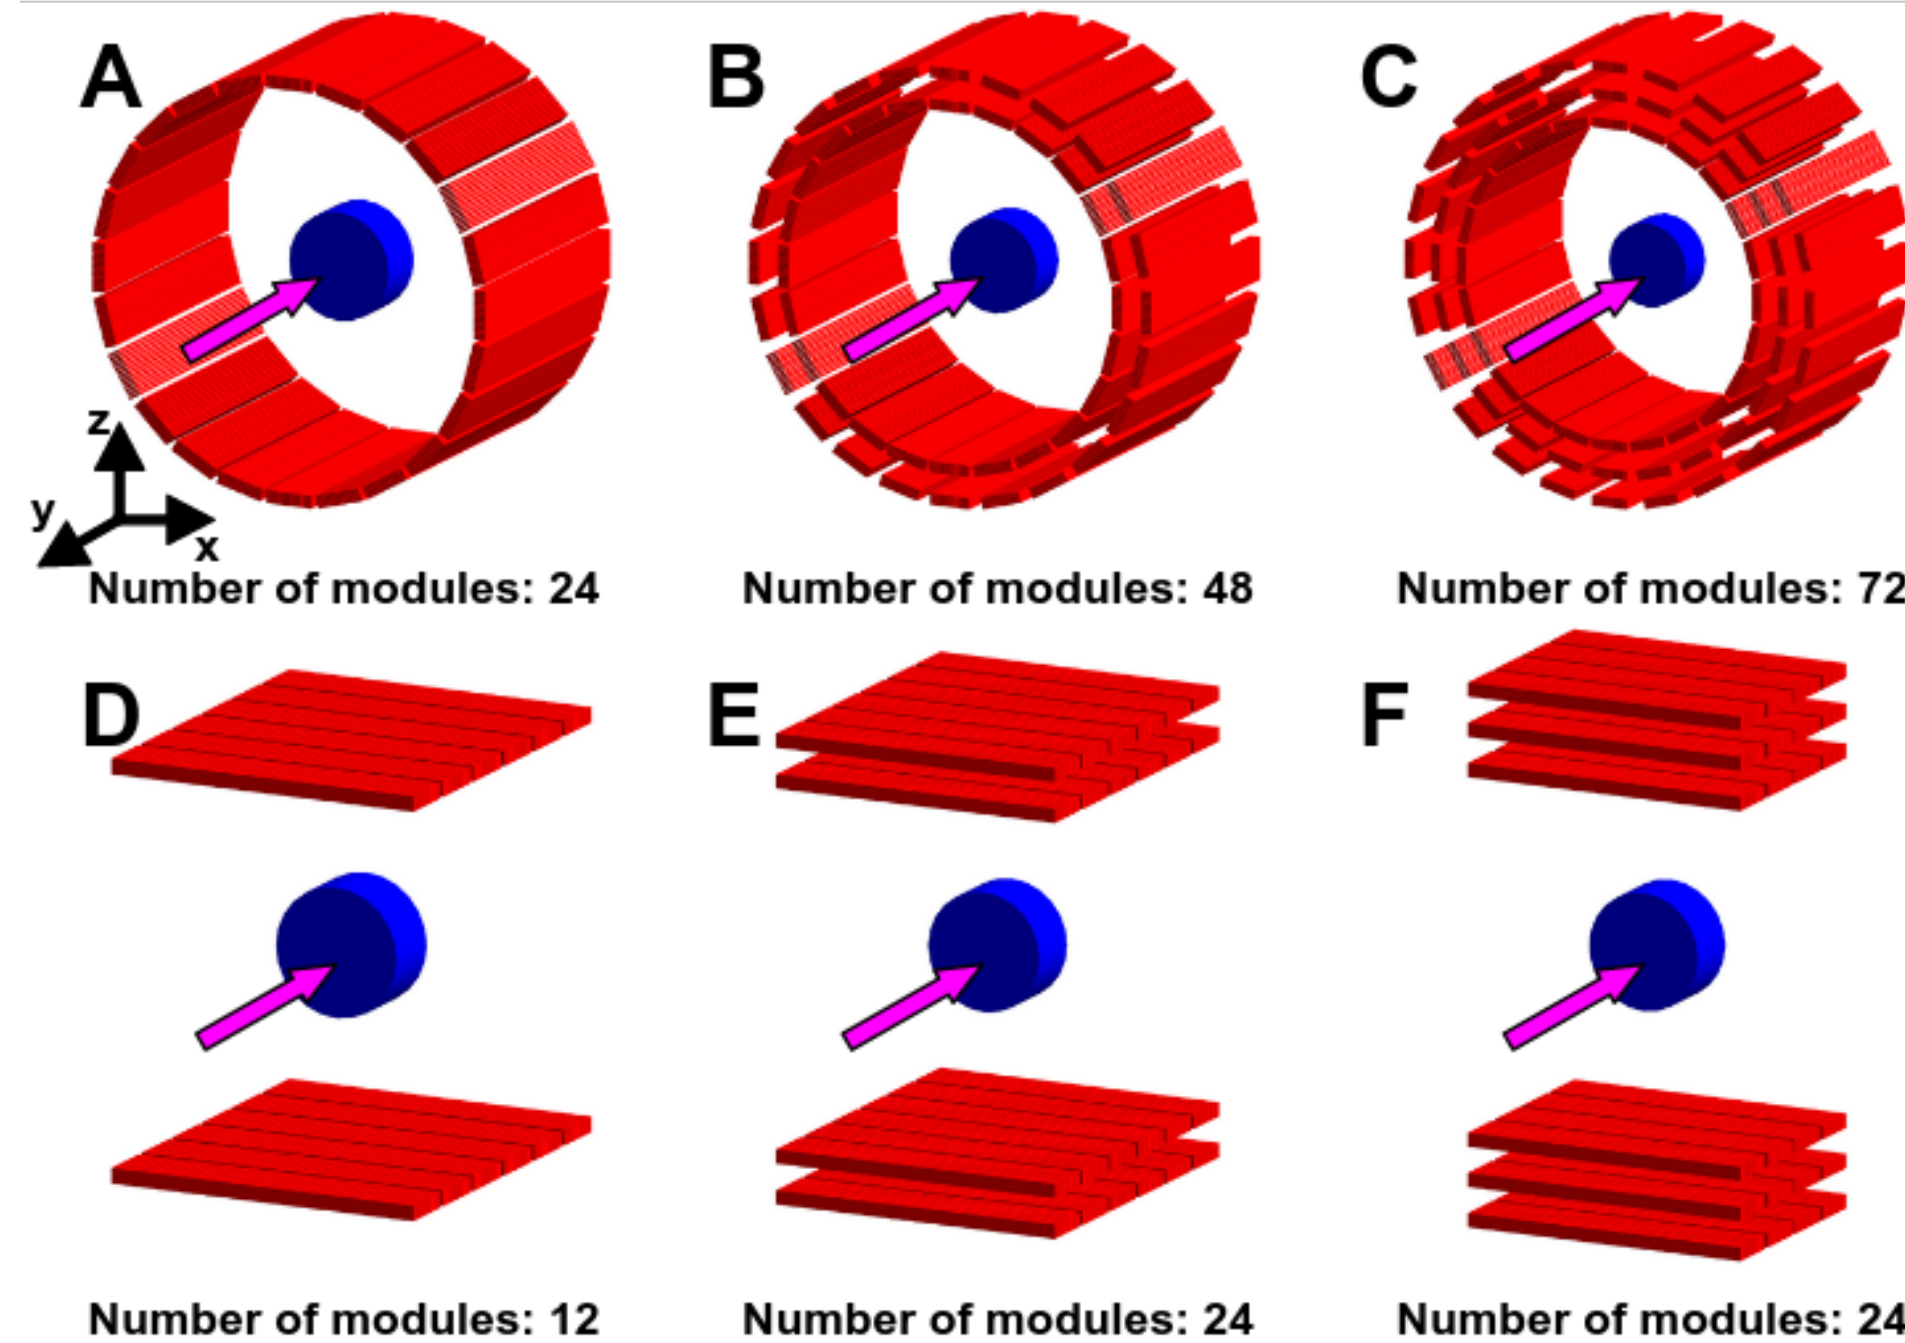 A B C
z
y
x
Number of modules: 24 Number of modules: 48 Number of modules: 72
D E F
Number of modules: 12 Number of modules: 24 Number of modules: 24